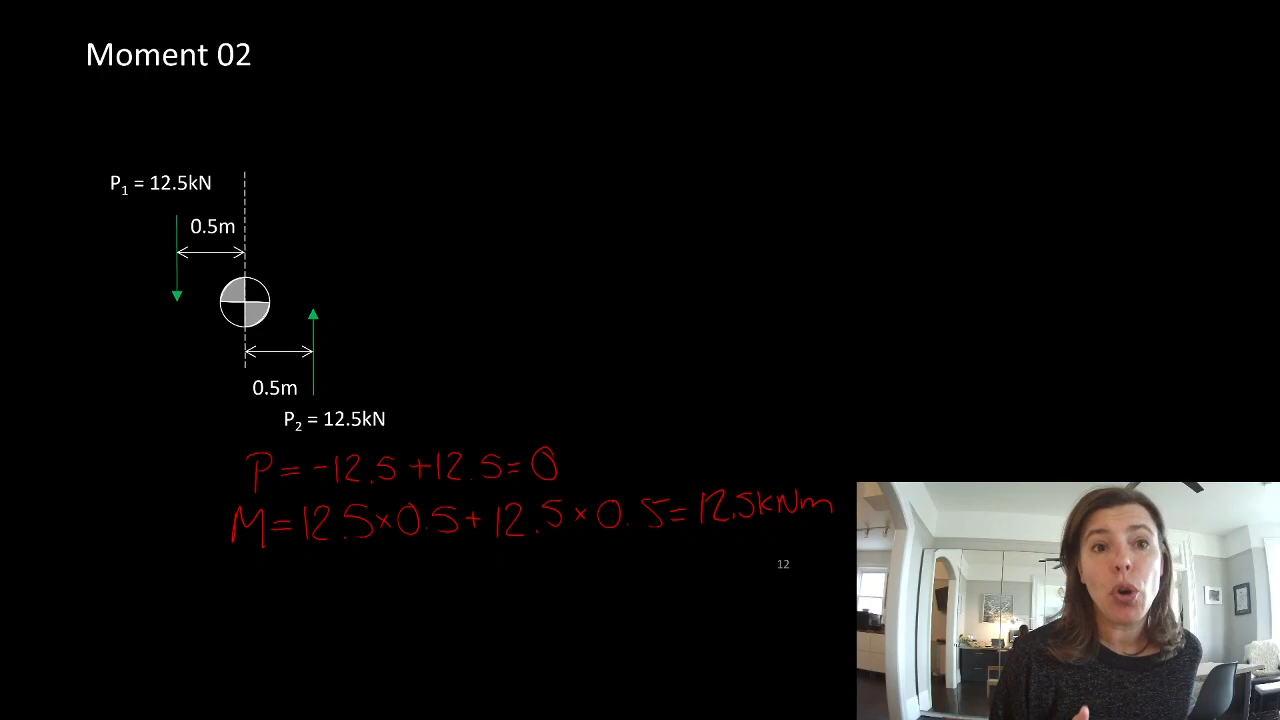 Moment 02
P₁ = 12.5kN
0.5m
0.5m
P₂ = 12.5kN
P = -12.5 + 12.5 = 0
M = 12.5 × 0.5 + 12.5 × 0.5 = 12.5kNm
12